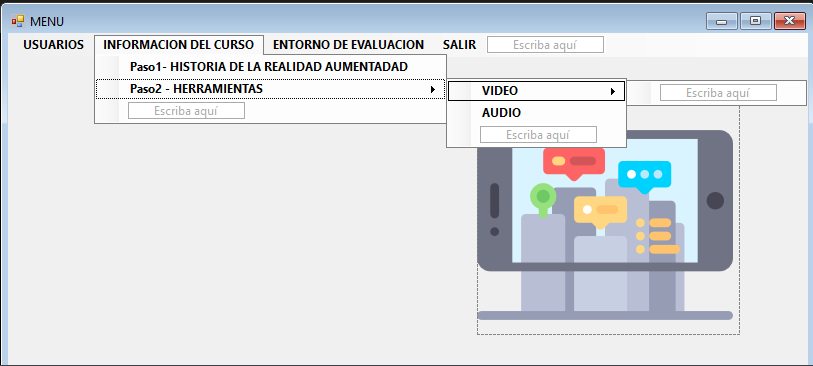 MENU
USUARIOS INFORMACION DEL CURSO ENTORNO DE EVALUACION SALIR Escriba aquí
Paso1- HISTORIA DE LA REALIDAD AUMENTADAD
Paso2 - HERRAMIENTAS
Escriba aquí
VIDEO
AUDIO
Escriba aquí
Escriba aquí